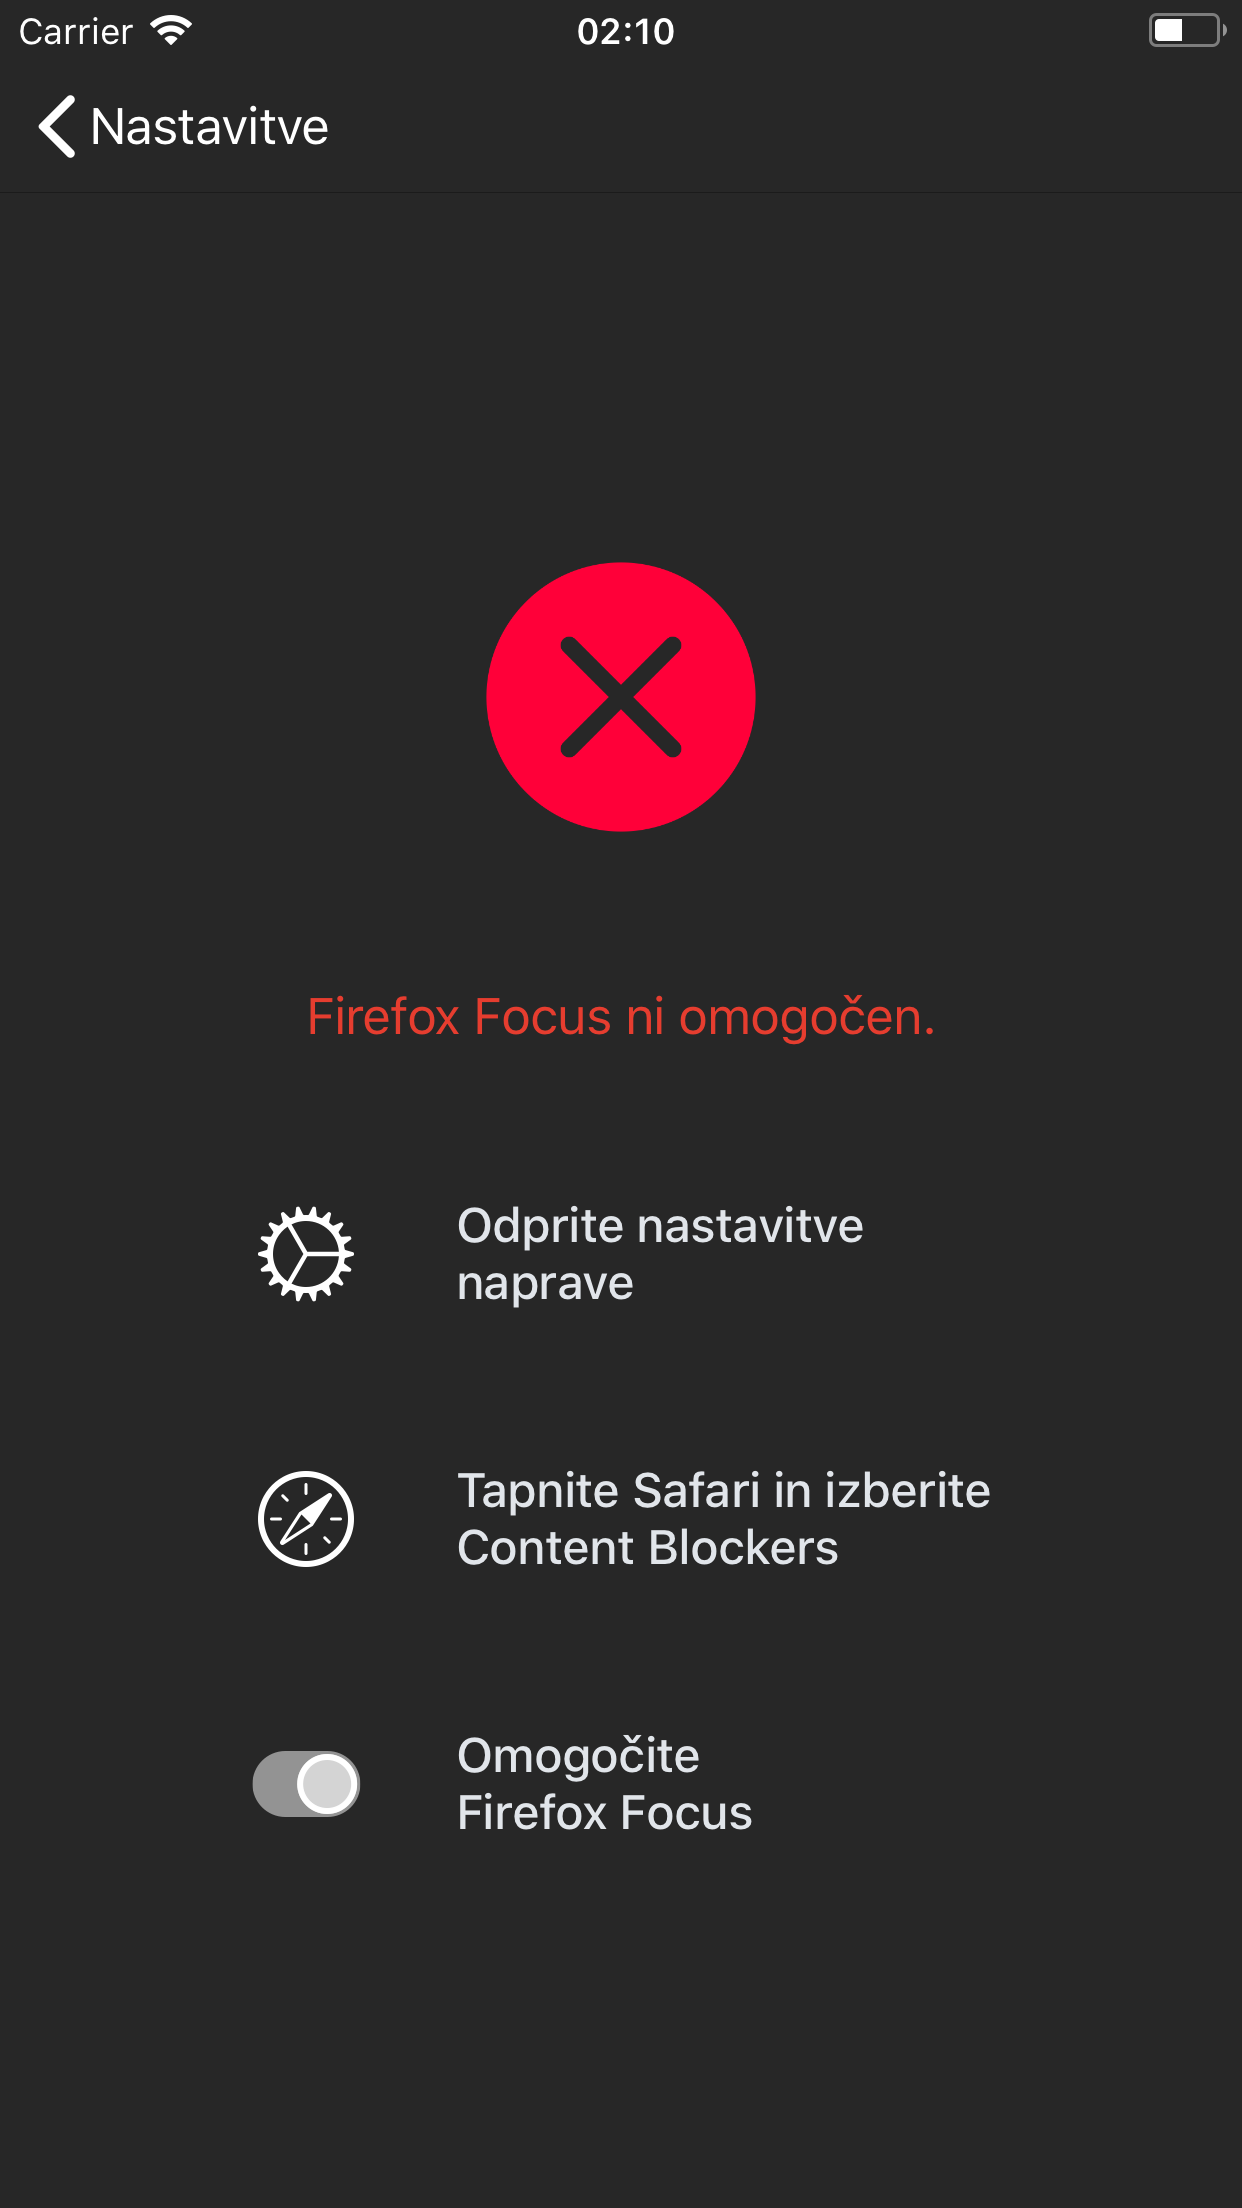 Carrier
02:10
Nastavitve
Firefox Focus ni omogočen.
Odprite nastavitve
naprave
Tapnite Safari in izberite
Content Blockers
Omogočite
Firefox Focus